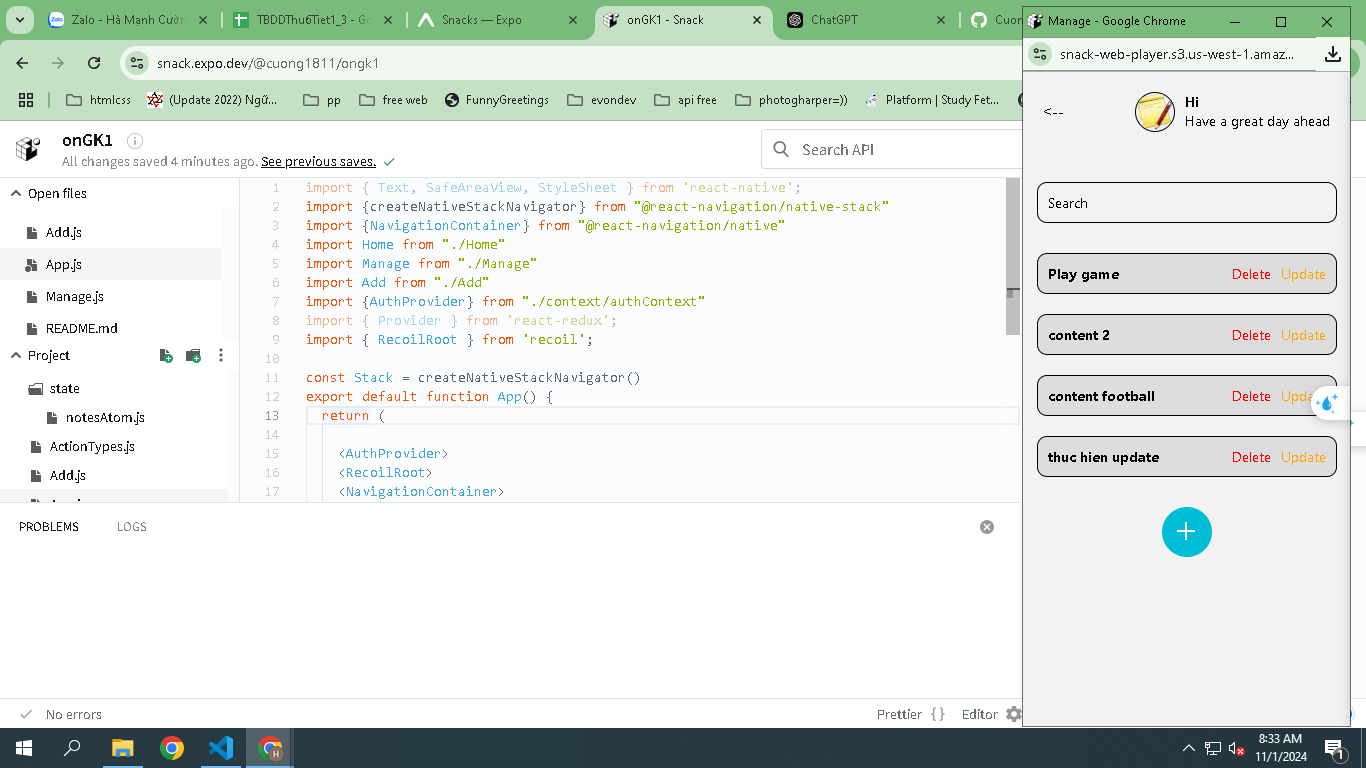 Zalo - Hà Mạnh Cườn
TBDDThu6Tiet1_3 - Go
Snacks — Expo
onGK1 - Snack
ChatGPT
Cuon
snack.expo.dev/@cuong1811/ongk1
htmlcss
(Update 2022) Ngữ...
pp
free web
FunnyGreetings
evondev
api free
photogharper=))
Platform | Study Fet...
onGK1
All changes saved 4 minutes ago. See previous saves.
Search API
Open files
Add.js
App.js
Manage.js
README.md
Project
state
notesAtom.js
ActionTypes.js
Add.js
1 import { Text, SafeAreaView, StyleSheet } from 'react-native';
2 import {createNativeStackNavigator} from "@react-navigation/native-stack"
3 import {NavigationContainer} from "@react-navigation/native"
4 import Home from "./Home"
5 import Manage from "./Manage"
6 import Add from "./Add"
7 import {AuthProvider} from "./context/authContext"
8 import { Provider } from 'react-redux';
9 import { RecoilRoot } from 'recoil';
10
11 const Stack = createNativeStackNavigator()
12 export default function App() {
13 return (
14
15 <AuthProvider>
16 <RecoilRoot>
17 <NavigationContainer>
PROBLEMS
LOGS
No errors
Prettier {}
Editor
Manage - Google Chrome
snack-web-player.s3.us-west-1.amaz...
<--
Hi
Have a great day ahead
Search
Play game Delete Update
content 2 Delete Update
content football Delete Upda
thuc hien update Delete Update
+
8:33 AM
11/1/2024
1